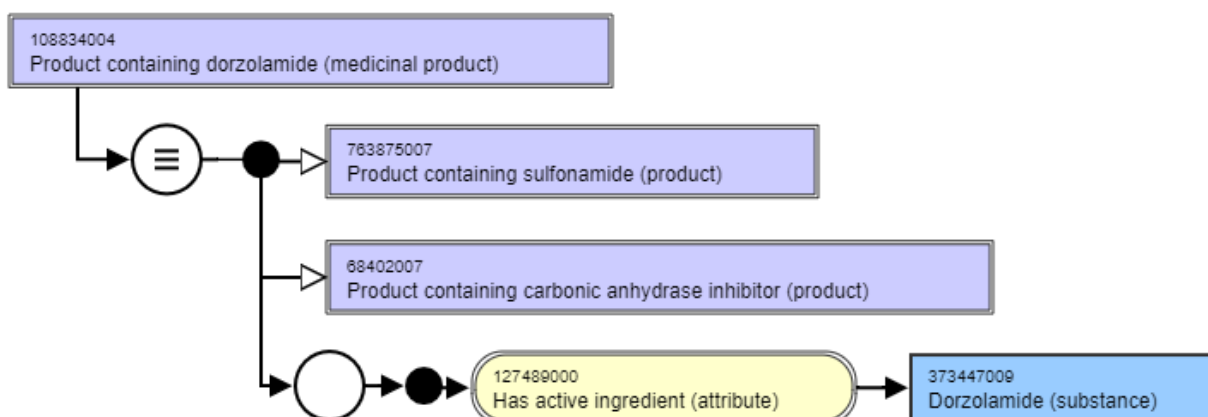 108834004
Product containing dorzolamide (medicinal product)
763875007
Product containing sulfonamide (product)
68402007
Product containing carbonic anhydrase inhibitor (product)
127489000
Has active ingredient (attribute)
373447009
Dorzolamide (substance)